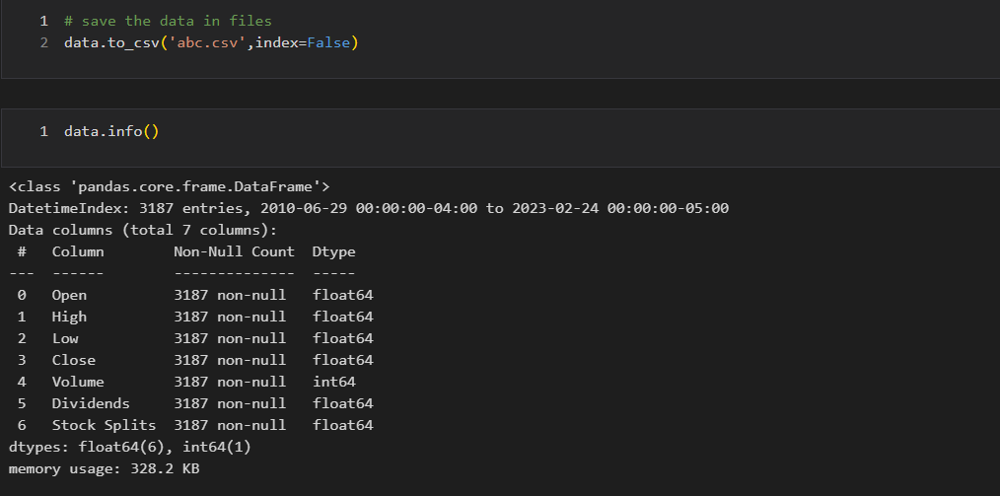 1 # save the data in files
2 data.to_csv('abc.csv',index=False)
1 data.info()
<class 'pandas.core.frame.DataFrame'>
DatetimeIndex: 3187 entries, 2010-06-29 00:00:00-04:00 to 2023-02-24 00:00:00-05:00
Data columns (total 7 columns):
 #   Column        Non-Null Count  Dtype
---  ------        --------------  -----
 0   Open          3187 non-null   float64
 1   High          3187 non-null   float64
 2   Low           3187 non-null   float64
 3   Close         3187 non-null   float64
 4   Volume        3187 non-null   int64
 5   Dividends     3187 non-null   float64
 6   Stock Splits  3187 non-null   float64
dtypes: float64(6), int64(1)
memory usage: 328.2 KB